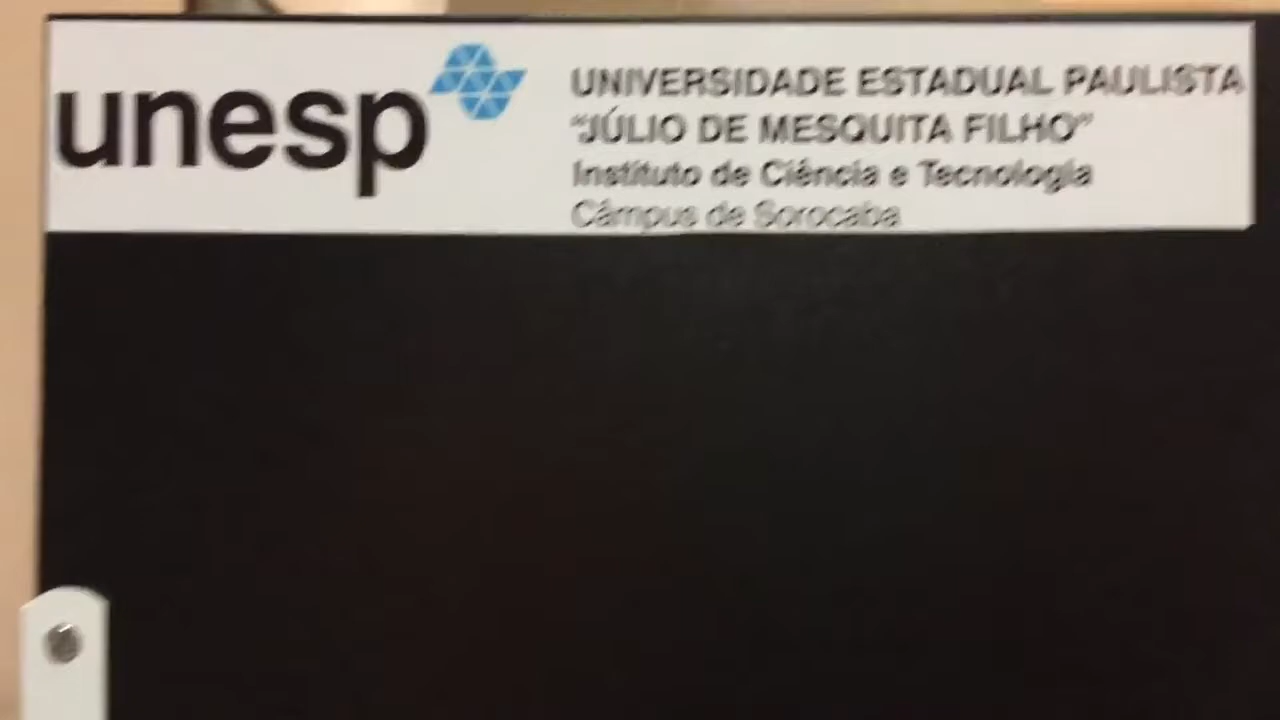 unesp
UNIVERSIDADE ESTADUAL PAULISTA
"JÚLIO DE MESQUITA FILHO"
Instituto de Ciência e Tecnologia
Câmpus de Sorocaba